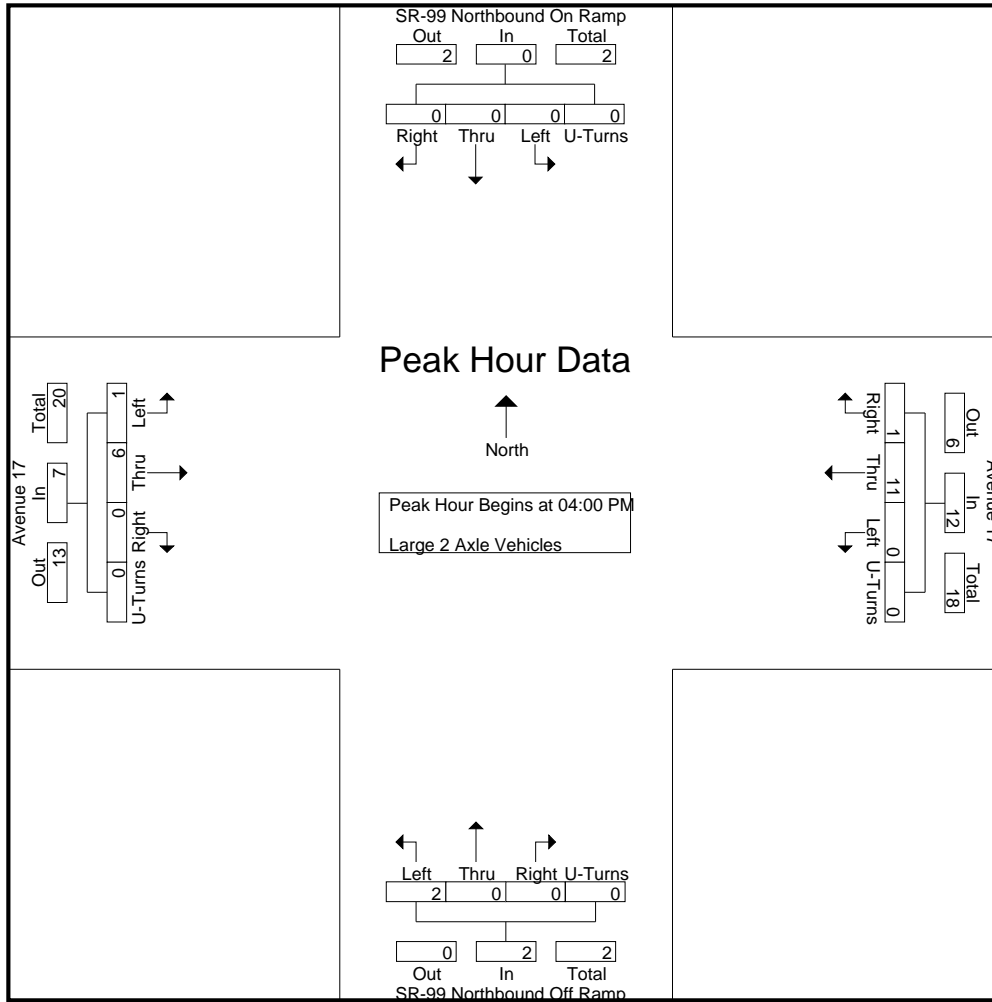 SR-99 Northbound On Ramp
Out In Total
2 0 2
0 0 0 0
Right Thru Left U-Turns
Peak Hour Data
North
Peak Hour Begins at 04:00 PM
Large 2 Axle Vehicles
Avenue 17
Out In Total
13 7 20
0 0 6 1
U-Turns Right Thru Left
Avenue 17
Out In Total
6 12 18
1 11 0 0
Right Thru Left U-Turns
Left Thru Right U-Turns
2 0 0 0
0 2 2
Out In Total
SR-99 Northbound Off Ramp